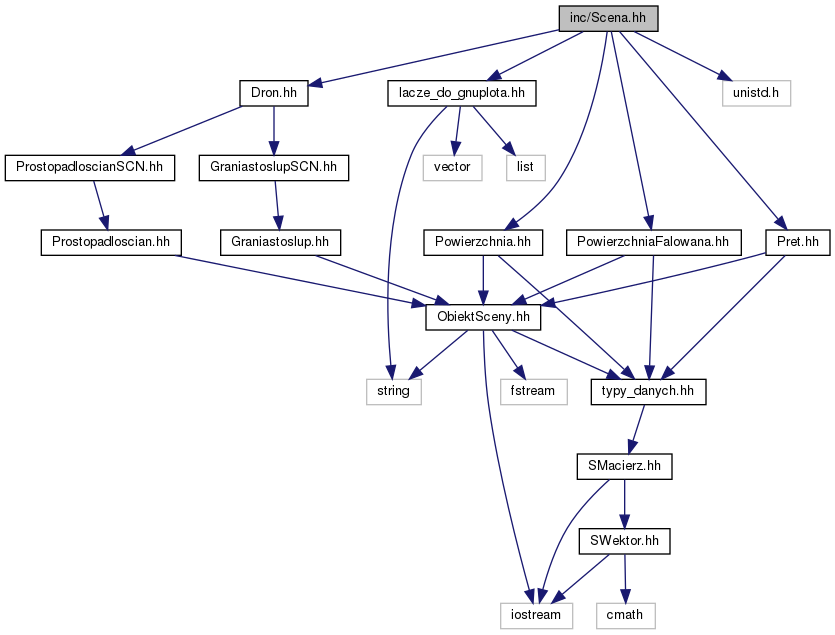 inc/Scena.hh
Dron.hh
lacze_do_gnuplota.hh
unistd.h
ProstopadloscianSCN.hh
GraniastoslupSCN.hh
vector
list
Prostopadloscian.hh
Graniastoslup.hh
Powierzchnia.hh
PowierzchniaFalowana.hh
Pret.hh
ObiektSceny.hh
string
fstream
typy_danych.hh
SMacierz.hh
SWektor.hh
iostream
cmath